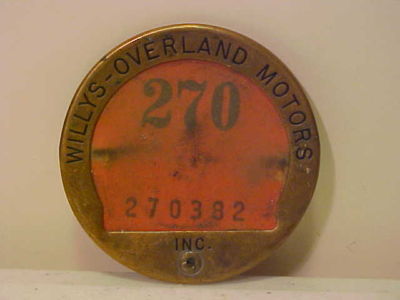 WILLYS-OVERLAND MOTORS
270
270382
INC.